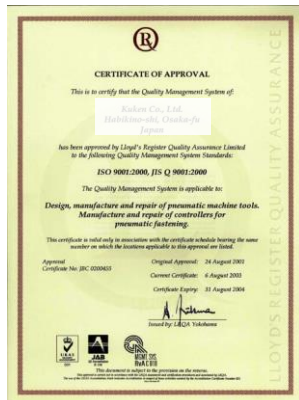 R
CERTIFICATE OF APPROVAL
This is to certify that the Quality Management System of:
Kuken Co., Ltd.
Habikino-shi, Osaka-fu
Japan
has been approved by Lloyd's Register Quality Assurance Limited
to the following Quality Management System Standards:
ISO 9001:2000, JIS Q 9001:2000
The Quality Management System is applicable to:
Design, manufacture and repair of pneumatic machine tools.
Manufacture and repair of controllers for
pneumatic fastening.
This certificate is valid only in association with the certificate schedule bearing the same
number on which the locations applicable to this approval are listed.
Approval
Certificate No: JBC 0200455
Original Approval: 24 August 2001
Current Certificate: 6 August 2003
Certificate Expiry: 31 August 2004
Issued by: LRQA Yokohama
UKAS
JAB
MGMT. SYS.
RvA C 010
This document is subject to the provision on the reverse.
LLOYD'S REGISTER QUALITY ASSURANCE